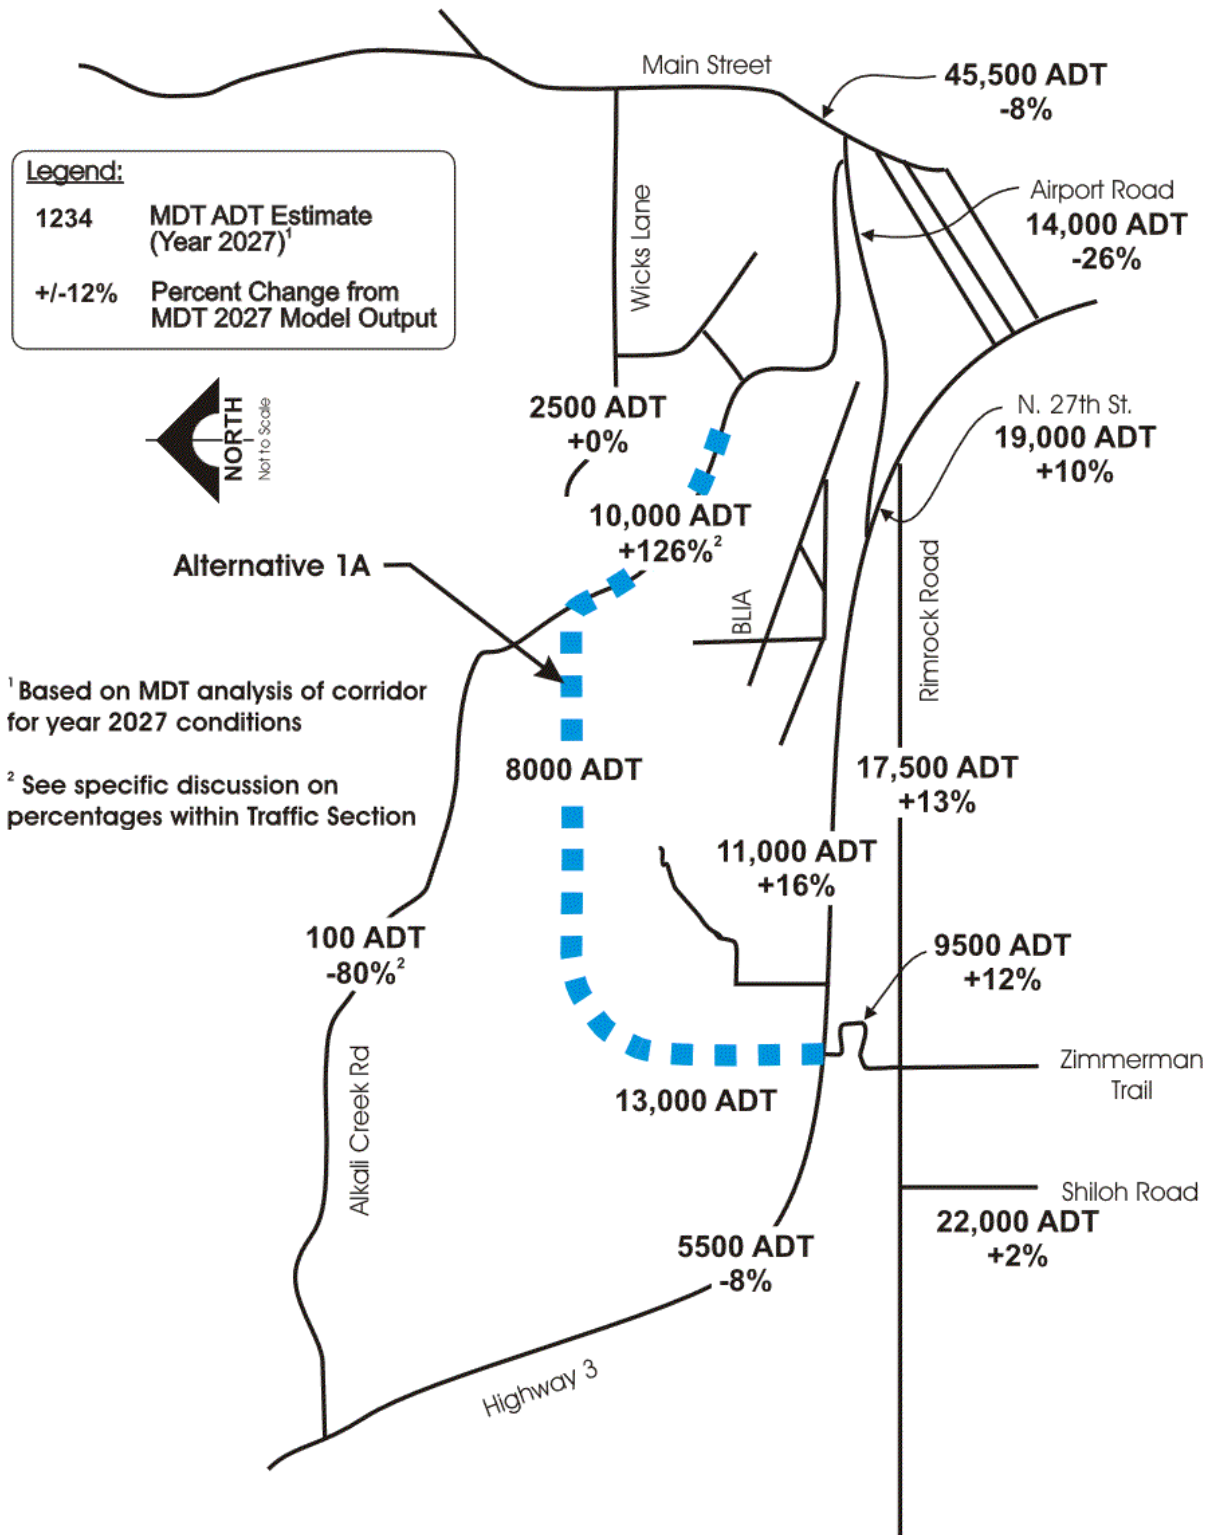 Main Street
45,500 ADT
-8%
Legend:
1234
MDT ADT Estimate
(Year 2027)¹
+/-12%
Percent Change from
MDT 2027 Model Output
Wicks Lane
Airport Road
14,000 ADT
-26%
NORTH
Not to Scale
2500 ADT
+0%
N. 27th St.
19,000 ADT
+10%
10,000 ADT
+126%²
Alternative 1A
BLIA
Rimrock Road
¹ Based on MDT analysis of corridor
for year 2027 conditions
² See specific discussion on
percentages within Traffic Section
8000 ADT
17,500 ADT
+13%
11,000 ADT
+16%
100 ADT
-80%²
9500 ADT
+12%
Alkali Creek Rd
Zimmerman
Trail
13,000 ADT
Shiloh Road
22,000 ADT
+2%
5500 ADT
-8%
Highway 3